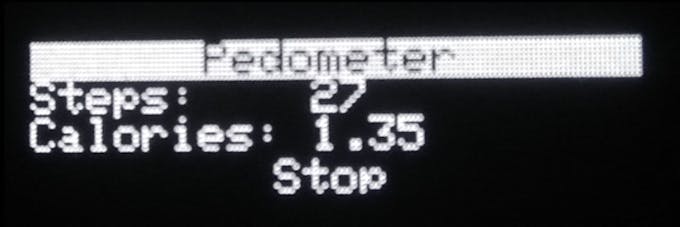 Pedometer
Steps: 27
Calories: 1.35
Stop